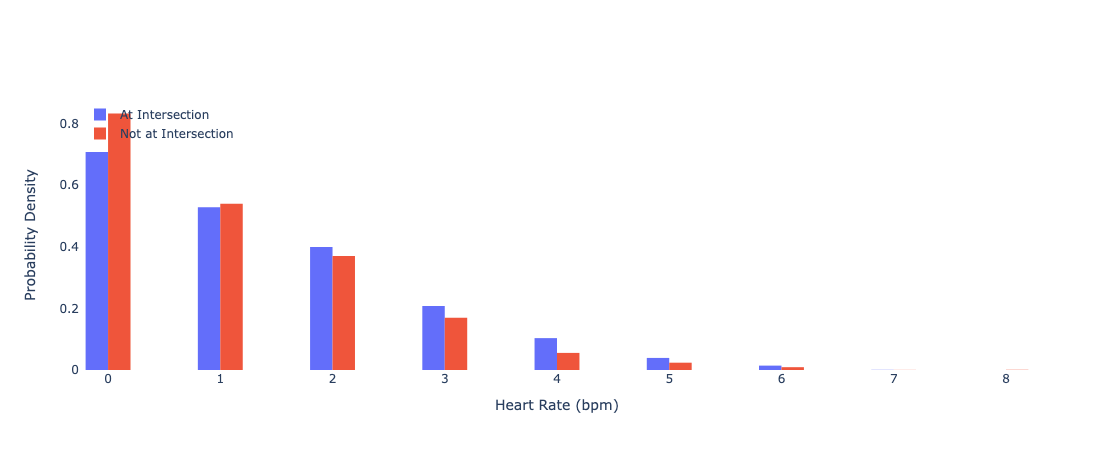 At Intersection
Not at Intersection
0.8
0.6
0.4
0.2
0
Probability Density
0 1 2 3 4 5 6 7 8
Heart Rate (bpm)